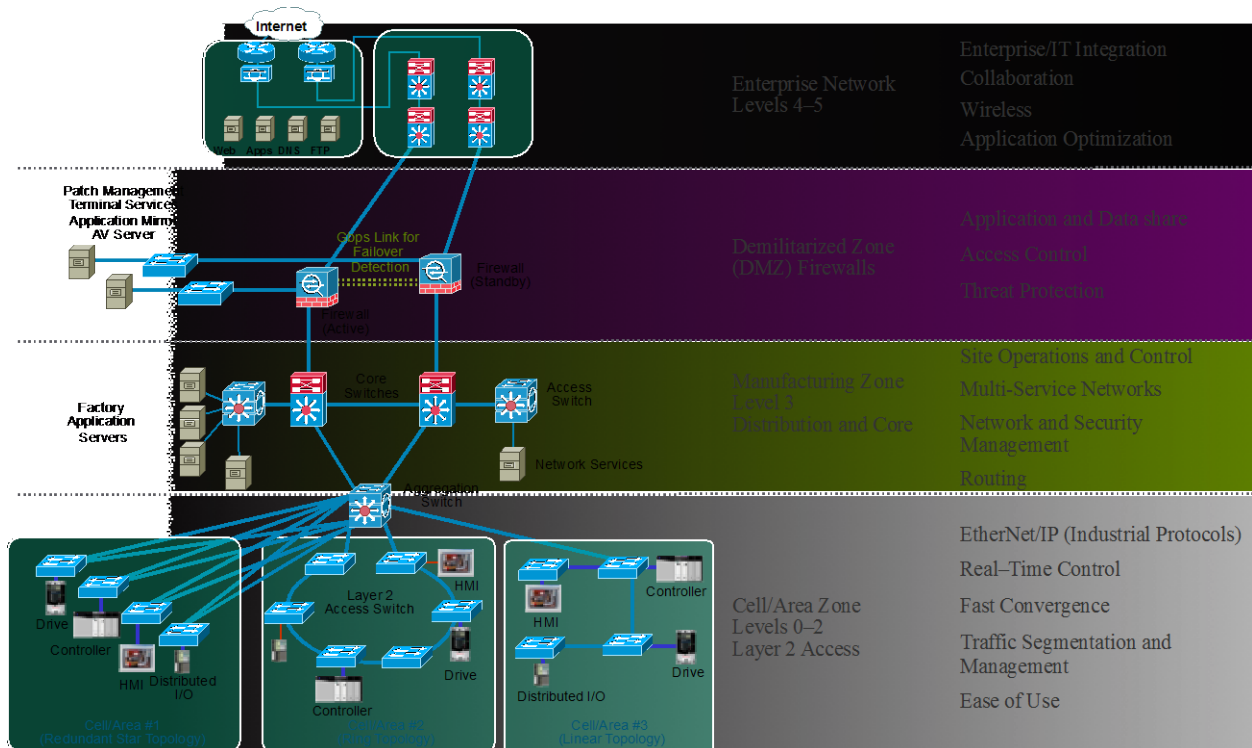 Internet
Web
Apps
DNS
FTP
Enterprise Network
Levels 4–5
Enterprise/IT Integration
Collaboration
Wireless
Application Optimization
Patch Management
Terminal Service
Application Mirro
AV Server
Gbps Link for
Failover
Detection
Firewall
(Standby)
Firewall
(Active)
Demilitarized Zone
(DMZ) Firewalls
Application and Data share
Access Control
Threat Protection
Factory
Application
Servers
Core
Switches
Access
Switch
Network Services
Aggregation
Switch
Manufacturing Zone
Level 3
Distribution and Core
Site Operations and Control
Multi-Service Networks
Network and Security
Management
Routing
Drive
Controller
HMI
Distributed
I/O
Cell/Area #1
(Redundant Star Topology)
Layer 2
Access Switch
HMI
Drive
Controller
Cell/Area #2
(Ring Topology)
HMI
Controller
Distributed I/O
Drive
Cell/Area #3
(Linear Topology)
Cell/Area Zone
Levels 0–2
Layer 2 Access
EtherNet/IP (Industrial Protocols)
Real–Time Control
Fast Convergence
Traffic Segmentation and
Management
Ease of Use